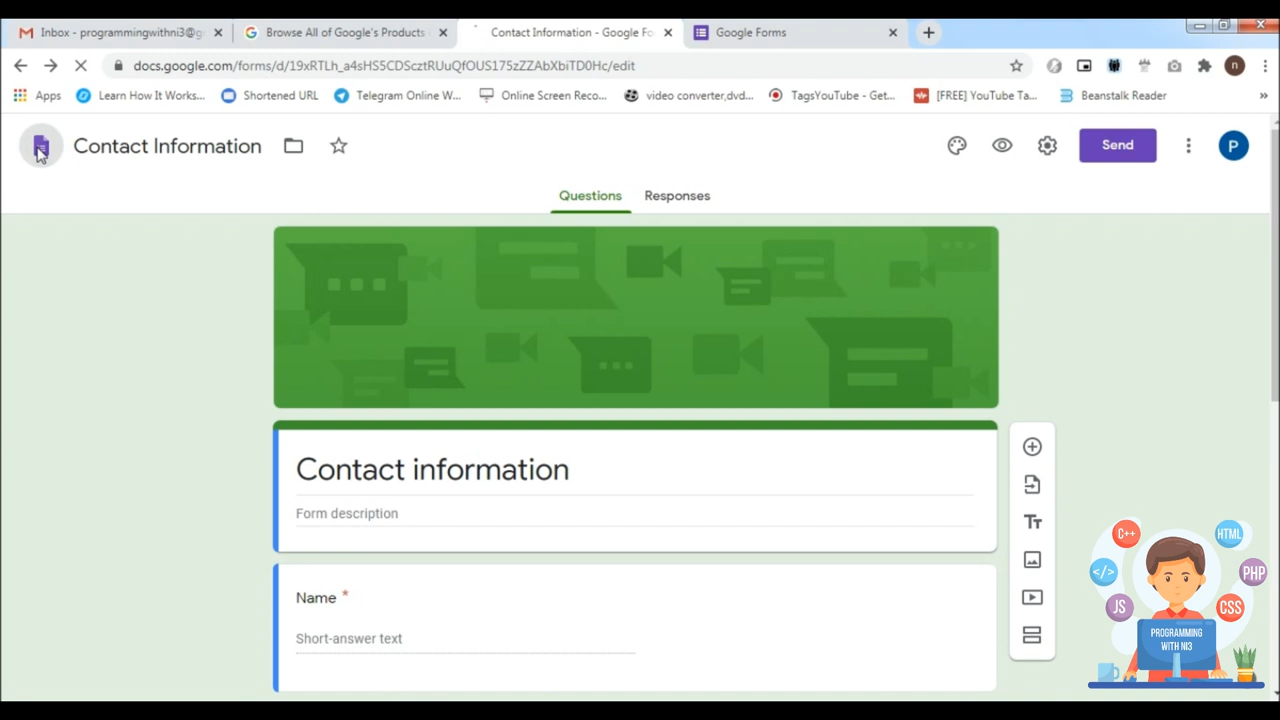 Inbox - programmingwithni3@g
Browse All of Google's Products
Contact Information - Google Fo
Google Forms
docs.google.com/forms/d/19xRTLh_a4sHS5CDScztRUuQfOUS175zZZAbXbiTD0Hc/edit
n
Apps
Learn How It Works...
Shortened URL
Telegram Online W...
Online Screen Reco...
video converter,dvd...
TagsYouTube - Get...
[FREE] YouTube Ta...
Beanstalk Reader
»
Contact Information
Send
P
Questions
Responses
Contact information
Form description
Name *
Short-answer text
Tт
C++
HTML
</>
PHP
JS
CSS
PROGRAMMING
WITH NI3